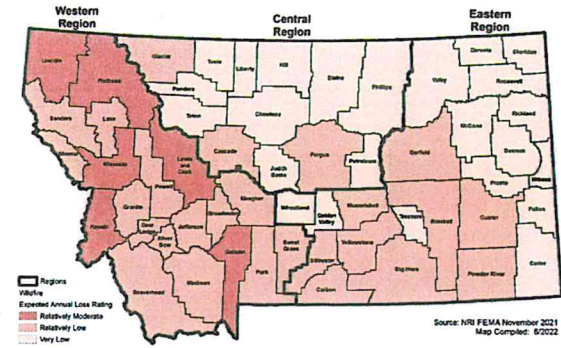 Western
Region
Central
Region
Eastern
Region
Lincoln
Flathead
Glacier
Toole
Liberty
Hill
Blaine
Phillips
Valley
Daniels
Sheridan
Roosevelt
Pondera
Teton
Chouteau
Sanders
Lake
Mineral
Missoula
Powell
Lewis
and
Clark
Cascade
Judith
Basin
Fergus
Petroleum
Garfield
McCone
Richland
Dawson
Prairie
Wibaux
Ravalli
Granite
Deer
Lodge
Silver
Bow
Jefferson
Broadwater
Meagher
Wheatland
Golden
Valley
Musselshell
Treasure
Rosebud
Custer
Fallon
Beaverhead
Madison
Gallatin
Park
Sweet
Grass
Stillwater
Yellowstone
Carbon
Big Horn
Powder River
Carter
Regions
Wildfire
Expected Annual Loss Rating
Relatively Moderate
Relatively Low
Very Low
Source: NRI FEMA November 2021
Map Compiled: 8/2022